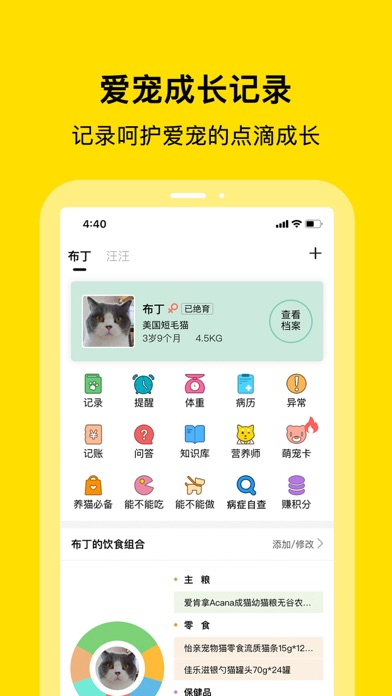 爱宠成长记录
记录呵护爱宠的点滴成长
4:40
布丁 汪汪 +
布丁 已绝育
美国短毛猫
3岁9个月 4.5KG
查看
档案
记录 提醒 体重 病历 异常
记账 问答 知识库 营养师 萌宠卡
养猫必备 能不能吃 能不能做 病症自查 赚积分
布丁的饮食组合 添加/修改 >
主 粮
爱肯拿Acana成猫幼猫粮无谷农...
零 食
怡亲宠物猫零食流质猫条15g*12...
佳乐滋银勺猫罐头70g*24罐
保健品